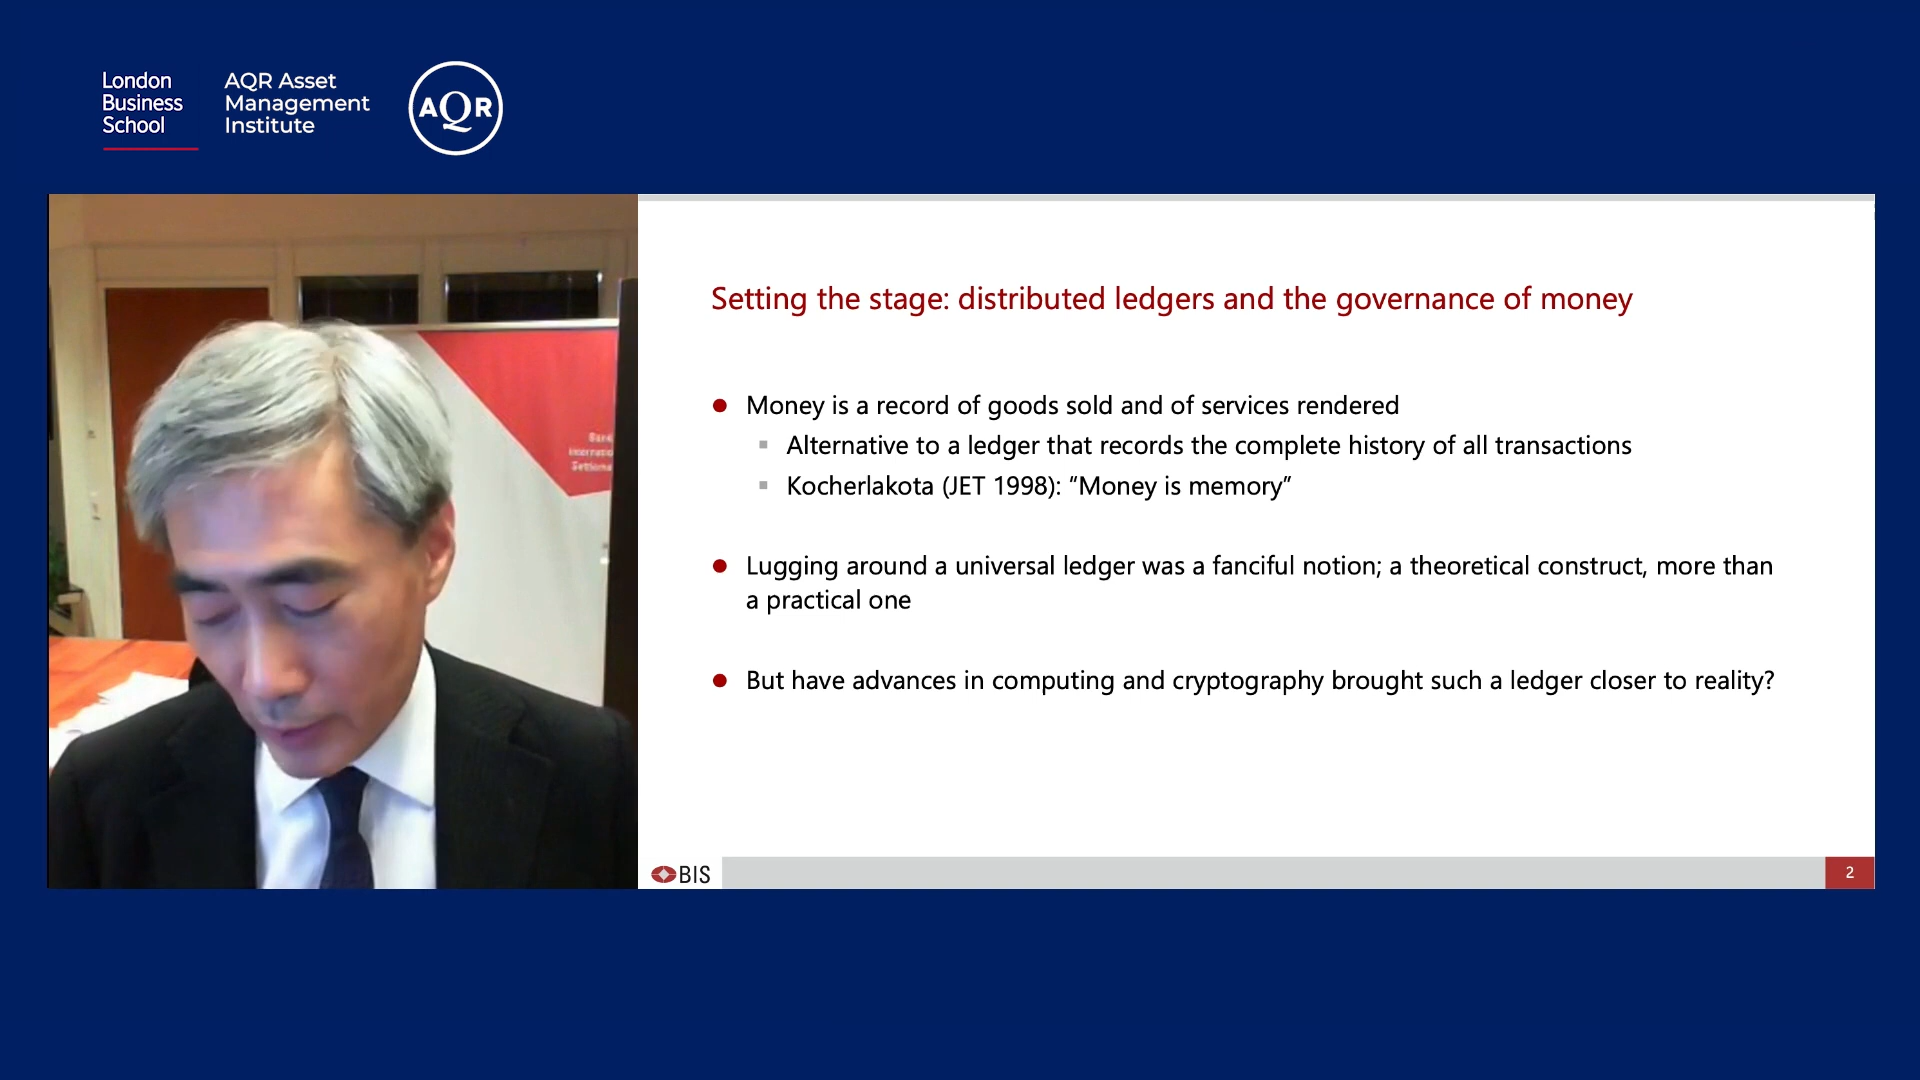 London
Business
School
AQR Asset
Management
Institute
AQR
Setting the stage: distributed ledgers and the governance of money
● Money is a record of goods sold and of services rendered
▪ Alternative to a ledger that records the complete history of all transactions
▪ Kocherlakota (JET 1998): “Money is memory”
● Lugging around a universal ledger was a fanciful notion; a theoretical construct, more than
a practical one
● But have advances in computing and cryptography brought such a ledger closer to reality?
BIS
2